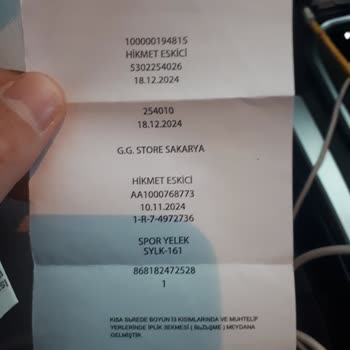 100000194815
HİKMET ESKİCİ
5302254026
18.12.2024
254010
18.12.2024
G.G. STORE SAKARYA
HİKMET ESKİCİ
AA1000768773
10.11.2024
1-R-7-4972736
SPOR YELEK
SYLK-161
868182472528
1
KISA SÜREDE BOYUN İÇİ KISIMLARINDA VE MUHTELİF
YERLERİNDE İPLİK SEKMESİ ( BÜZÜŞME ) MEYDANA
GELMİŞTİR.